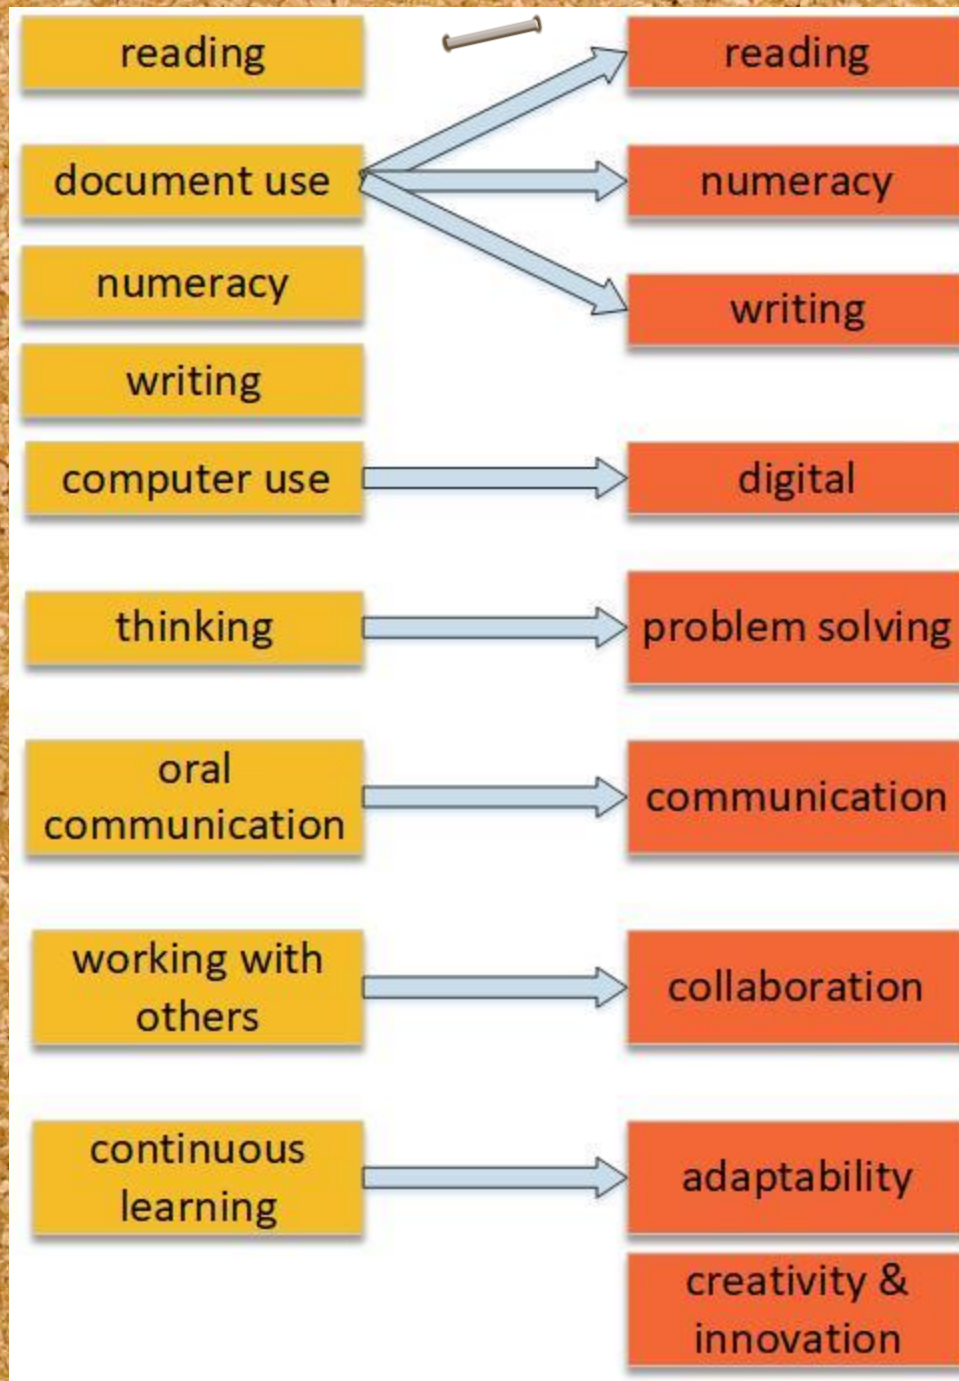 reading
document use
numeracy
writing
computer use
thinking
oral
communication
working with
others
continuous
learning
reading
numeracy
writing
digital
problem solving
communication
collaboration
adaptability
creativity &
innovation